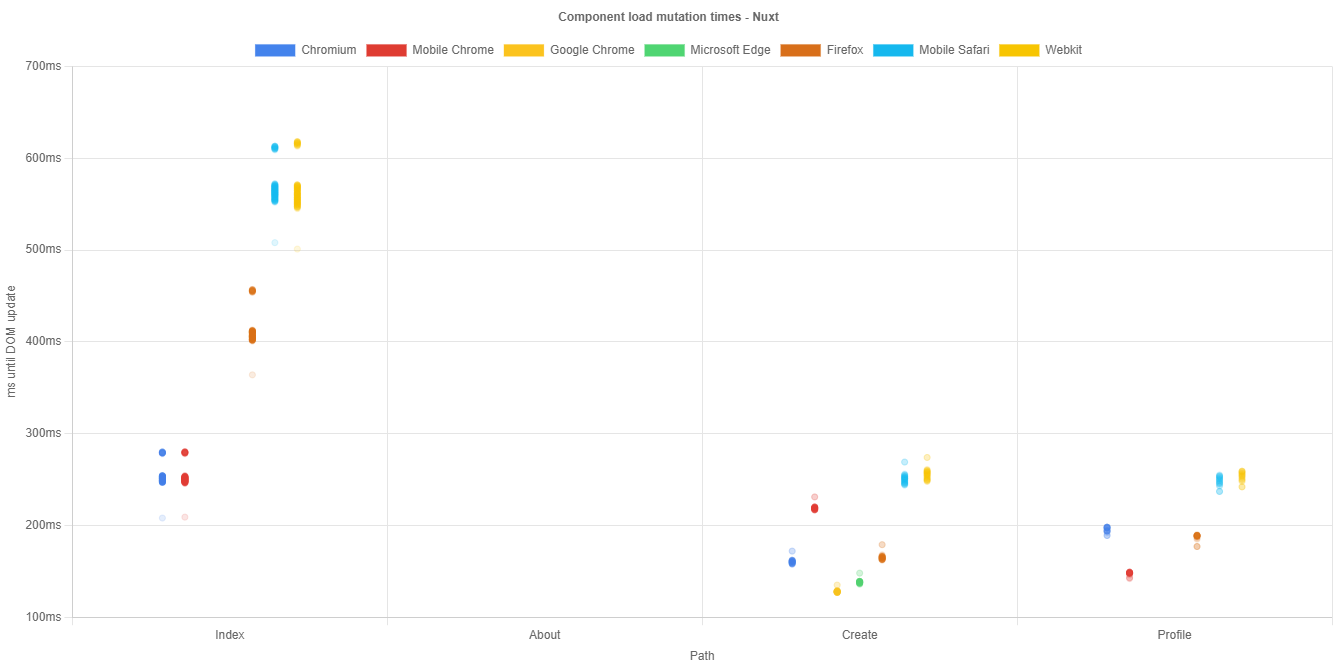 Component load mutation times - Nuxt
Chromium Mobile Chrome Google Chrome Microsoft Edge Firefox Mobile Safari Webkit
700ms
600ms
500ms
400ms
300ms
200ms
100ms
ms until DOM update
Index About Create Profile
Path